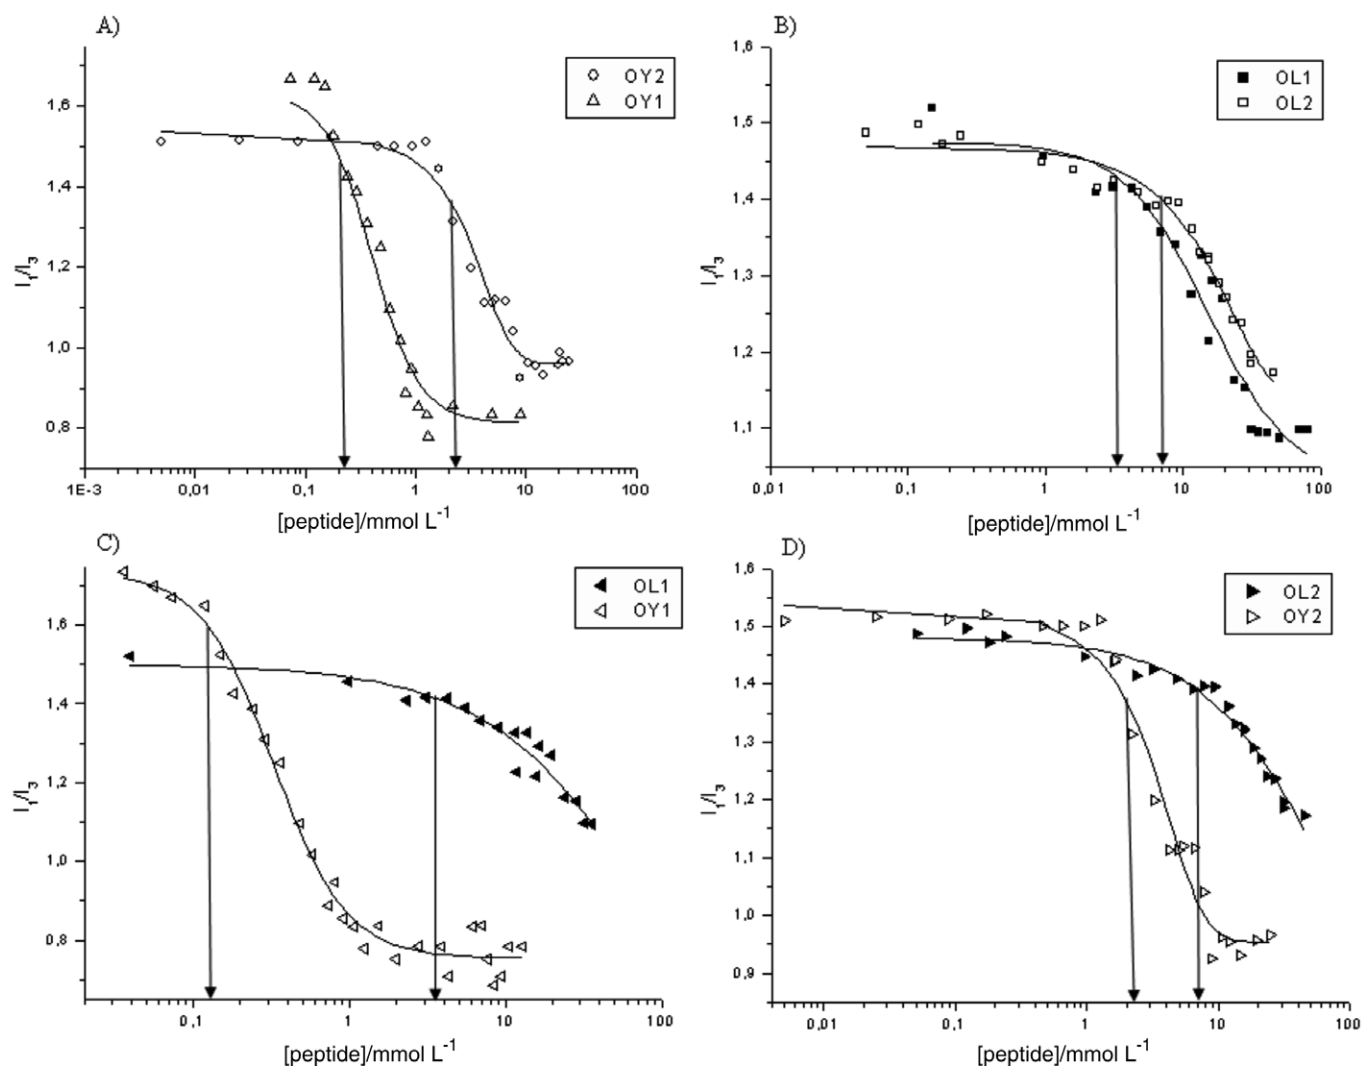 A)
OY2
OY1
1,6
1,4
1,2
1,0
0,8
I1/I3
1E-3 0,01 0,1 1 10 100
[peptide]/mmol L-1
B)
OL1
OL2
1,6
1,5
1,4
1,3
1,2
1,1
I1/I3
0,01 0,1 1 10 100
[peptide]/mmol L-1
C)
OL1
OY1
1,6
1,4
1,2
1,0
0,8
I1/I3
0,1 1 10 100
[peptide]/mmol L-1
D)
OL2
OY2
1,6
1,5
1,4
1,3
1,2
1,1
1,0
0,9
I1/I3
0,01 0,1 1 10 100
[peptide]/mmol L-1